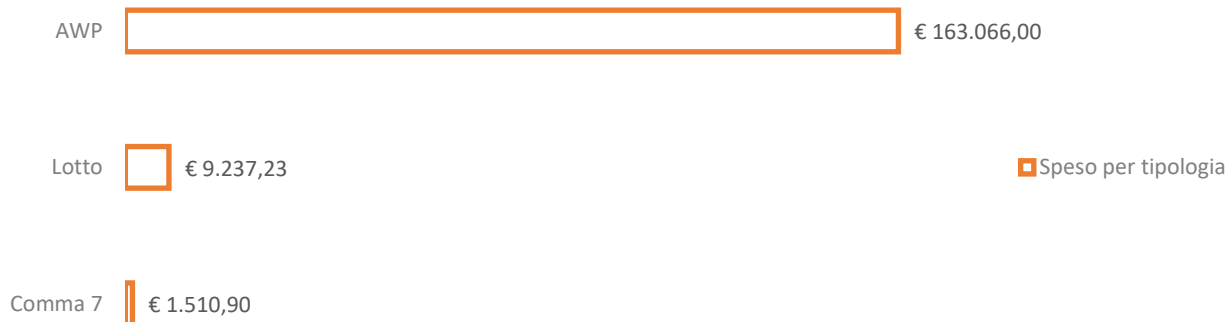 AWP
€ 163.066,00
Lotto
€ 9.237,23
Speso per tipologia
Comma 7
€ 1.510,90